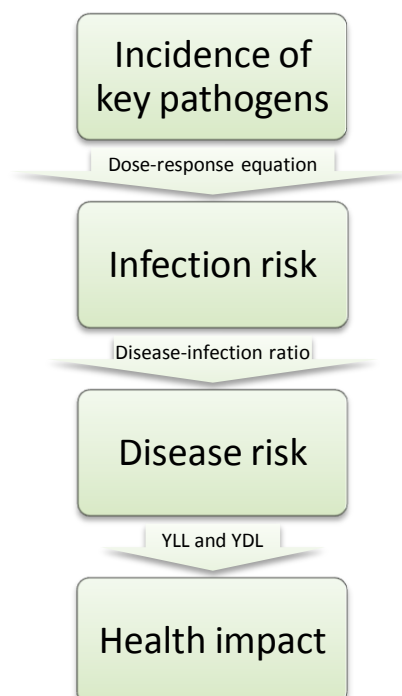 Incidence of
key pathogens
Dose-response equation
Infection risk
Disease-infection ratio
Disease risk
YLL and YDL
Health impact